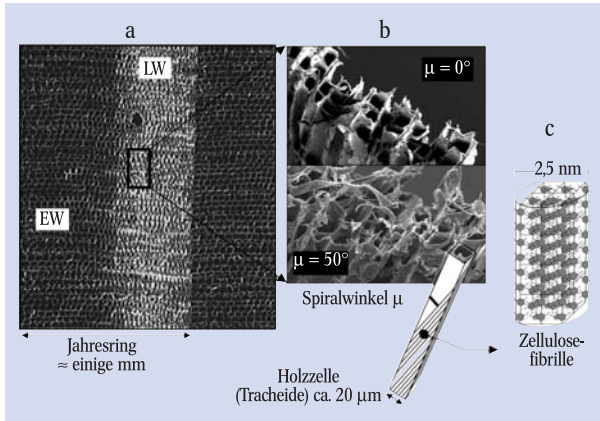 a
b
c
LW
EW
μ = 0°
μ = 50°
2,5 nm
Jahresring
≈ einige mm
Spiralwinkel μ
Holzzelle
(Tracheide) ca. 20 μm
Zellulose-
fibrille